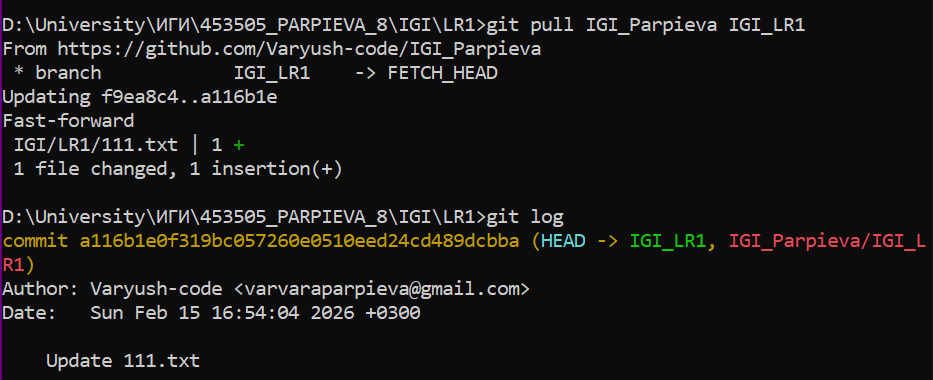 D:\University\ИГИ\453505_PARPIEVA_8\IGI\LR1>git pull IGI_Parpieva IGI_LR1
From https://github.com/Varyush-code/IGI_Parpieva
 * branch            IGI_LR1    -> FETCH_HEAD
Updating f9ea8c4..a116b1e
Fast-forward
 IGI/LR1/111.txt | 1 +
 1 file changed, 1 insertion(+)
D:\University\ИГИ\453505_PARPIEVA_8\IGI\LR1>git log
commit a116b1e0f319bc057260e0510eed24cd489dcbba (HEAD -> IGI_LR1, IGI_Parpieva/IGI_L
R1)
Author: Varyush-code <varvaraparpieva@gmail.com>
Date:   Sun Feb 15 16:54:04 2026 +0300
    Update 111.txt